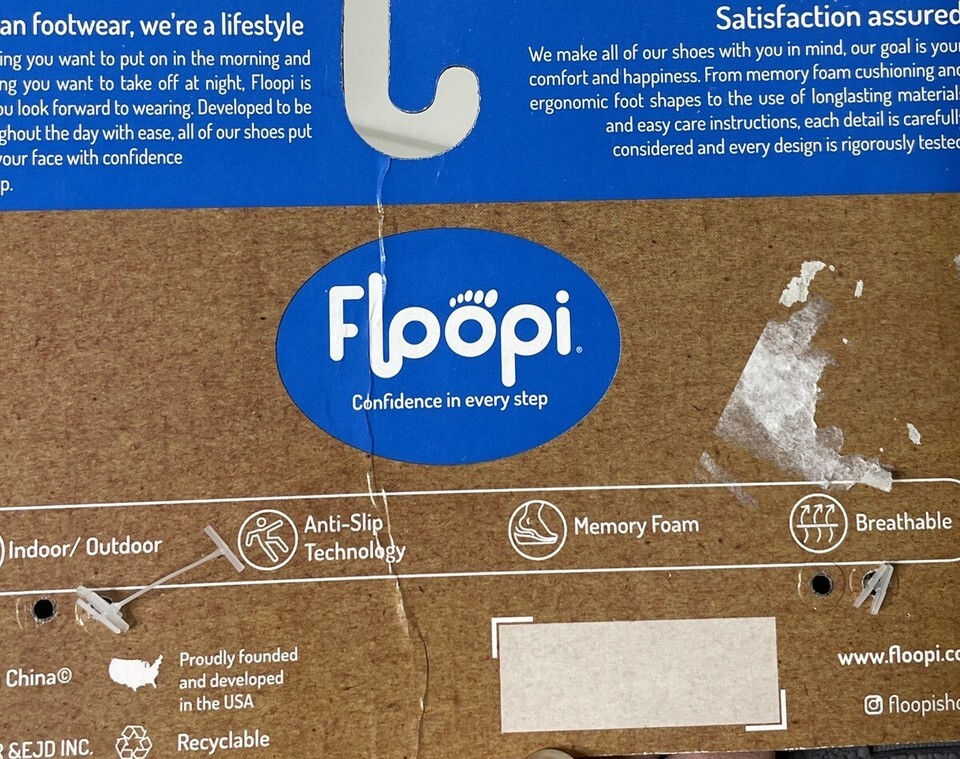 an footwear, we're a lifestyle
ing you want to put on in the morning and
ng you want to take off at night, Floopi is
ou look forward to wearing. Developed to be
ghout the day with ease, all of our shoes put
your face with confidence
p.
Satisfaction assured
We make all of our shoes with you in mind, our goal is your
comfort and happiness. From memory foam cushioning and
ergonomic foot shapes to the use of longlasting material
and easy care instructions, each detail is carefully
considered and every design is rigorously tested
Floopi®
Confidence in every step
Indoor/ Outdoor
Anti-Slip
Technology
Memory Foam
Breathable
China©
Proudly founded
and developed
in the USA
R &EJD INC.
Recyclable
www.floopi.co
floopisho